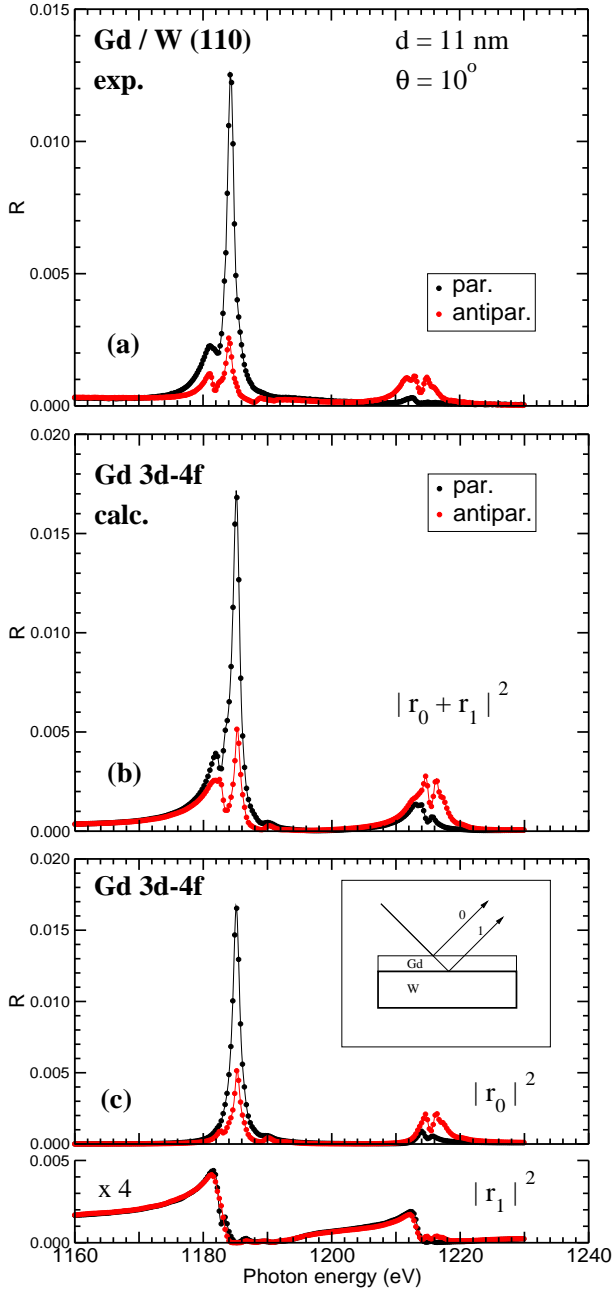 0.015
Gd / W (110)
d = 11 nm
exp.
θ = 10°
0.010
R
0.005
par.
antipar.
(a)
0.000
0.020
Gd 3d-4f
par.
calc.
antipar.
0.015
R
0.010
| r0 + r1 | 2
0.005
(b)
0.000
0.020
Gd 3d-4f
0.015
0
1
Gd
W
R
0.010
0.005
(c)
| r0 | 2
0.000
0.005
x 4
| r1 | 2
0.000
1160 1180 1200 1220 1240
Photon energy (eV)